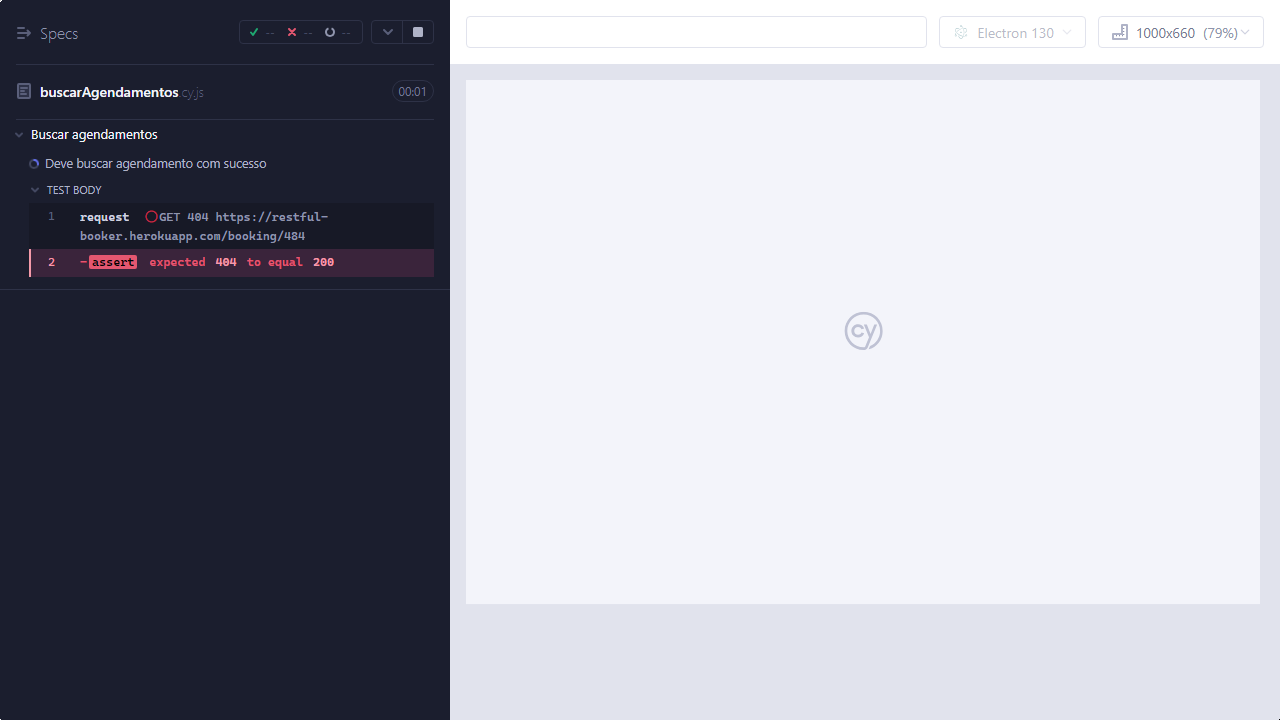 Specs
--
--
--
Electron 130
1000x660 (79%)
buscarAgendamentos cy.js
00:01
Buscar agendamentos
Deve buscar agendamento com sucesso
TEST BODY
1 request GET 404 https://restful-
booker.herokuapp.com/booking/484
2 -assert expected 404 to equal 200
cy